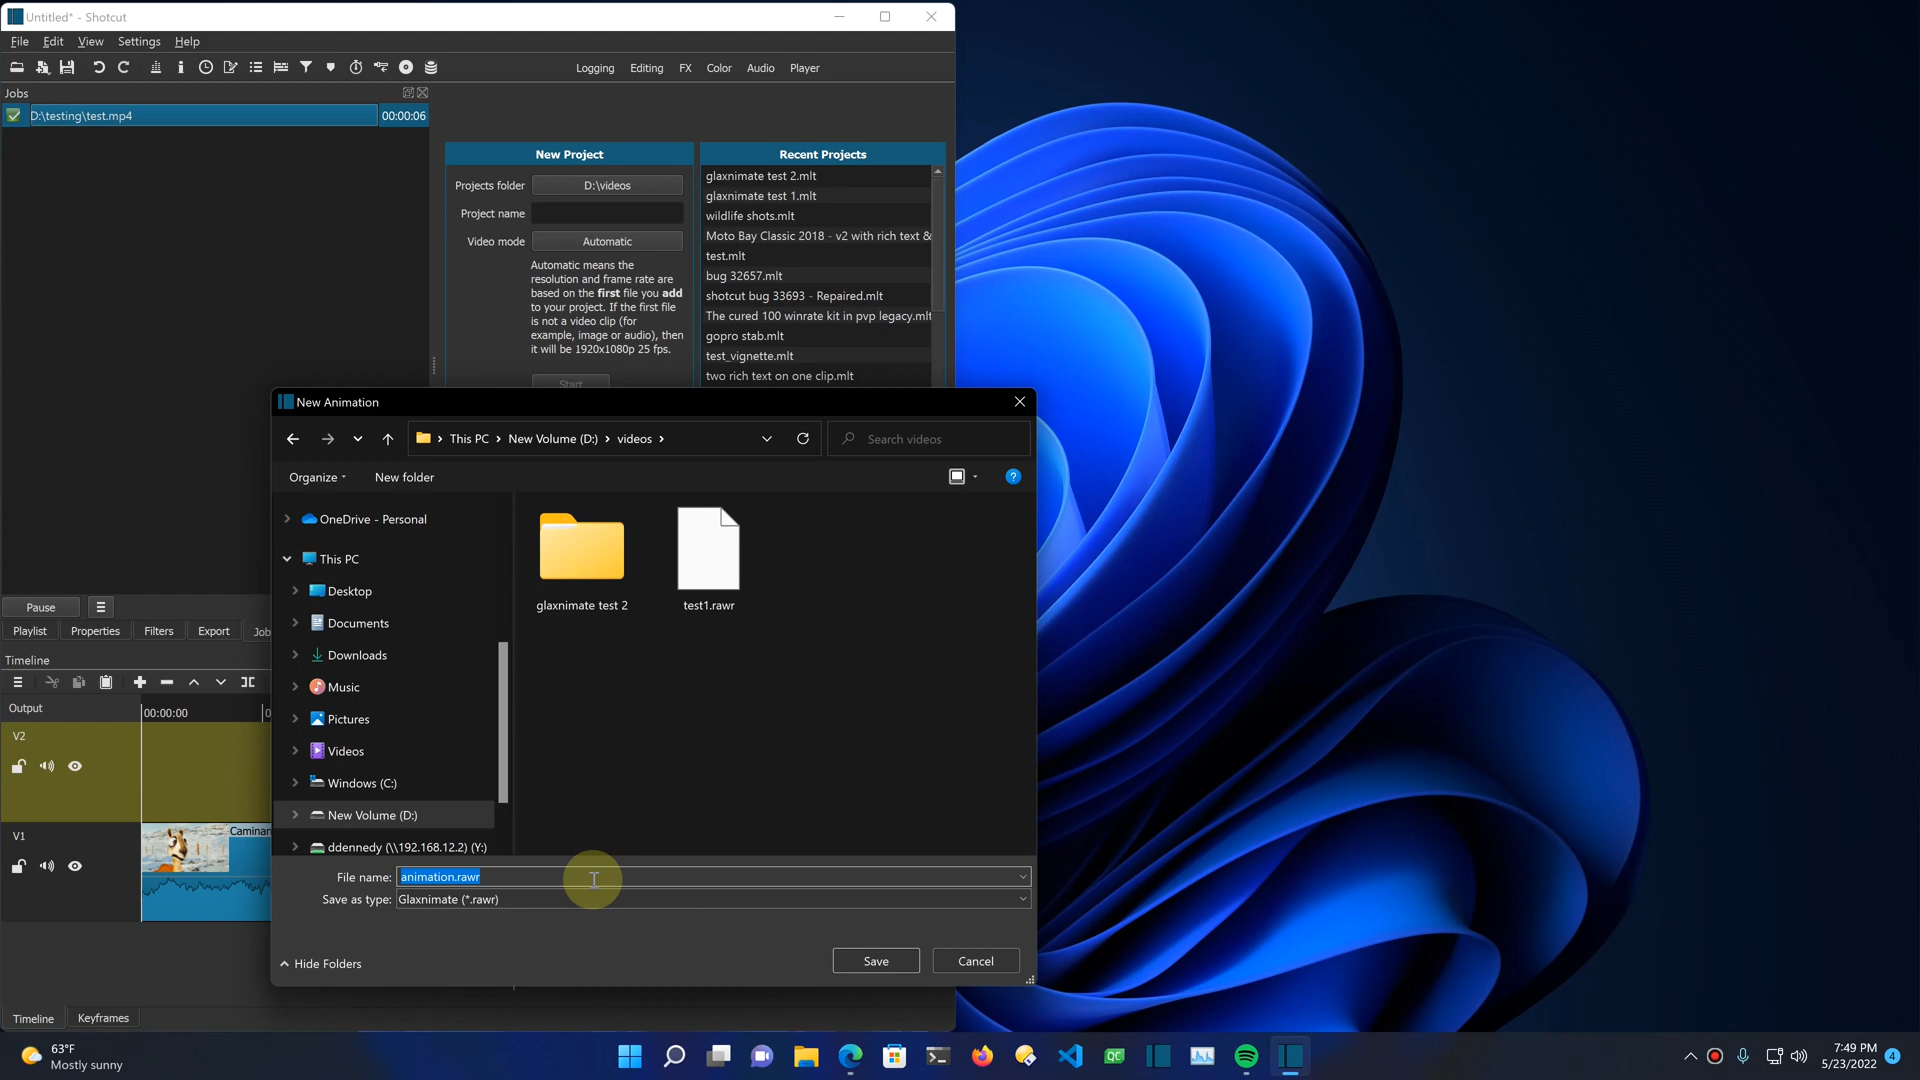 Untitled* - Shotcut
File Edit View Settings Help
Logging Editing FX Color Audio Player
Jobs
D:\testing\test.mp4 00:00:06
New Project
Projects folder D:\videos
Project name
Video mode Automatic
Automatic means the
resolution and frame rate are
based on the first file you add
to your project. If the first file
is not a video clip (for
example, image or audio), then
it will be 1920x1080p 25 fps.
Start
Recent Projects
glaxnimate test 2.mlt
glaxnimate test 1.mlt
wildlife shots.mlt
Moto Bay Classic 2018 - v2 with rich text &
test.mlt
bug 32657.mlt
shotcut bug 33693 - Repaired.mlt
The cured 100 winrate kit in pvp legacy.mlt
gopro stab.mlt
test_vignette.mlt
two rich text on one clip.mlt
New Animation
This PC > New Volume (D:) > videos >
Search videos
Organize New folder
OneDrive - Personal
This PC
Desktop
Documents
Downloads
Music
Pictures
Videos
Windows (C:)
New Volume (D:)
ddennedy (\\192.168.12.2) (Y:)
glaxnimate test 2
test1.rawr
File name: animation.rawr
Save as type: Glaxnimate (*.rawr)
Hide Folders
Save Cancel
Pause
Playlist Properties Filters Export Job
Timeline
Output
00:00:00
V2
V1
Caminan
Timeline Keyframes
63°F
Mostly sunny
QC
7:49 PM
5/23/2022
4